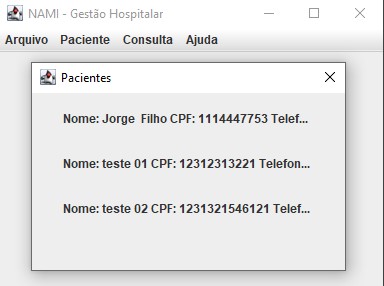 NAMI - Gestão Hospitalar
Arquivo Paciente Consulta Ajuda
Pacientes
Nome: Jorge  Filho CPF: 1114447753 Telef...
Nome: teste 01 CPF: 12312313221 Telefon...
Nome: teste 02 CPF: 1231321546121 Telef...